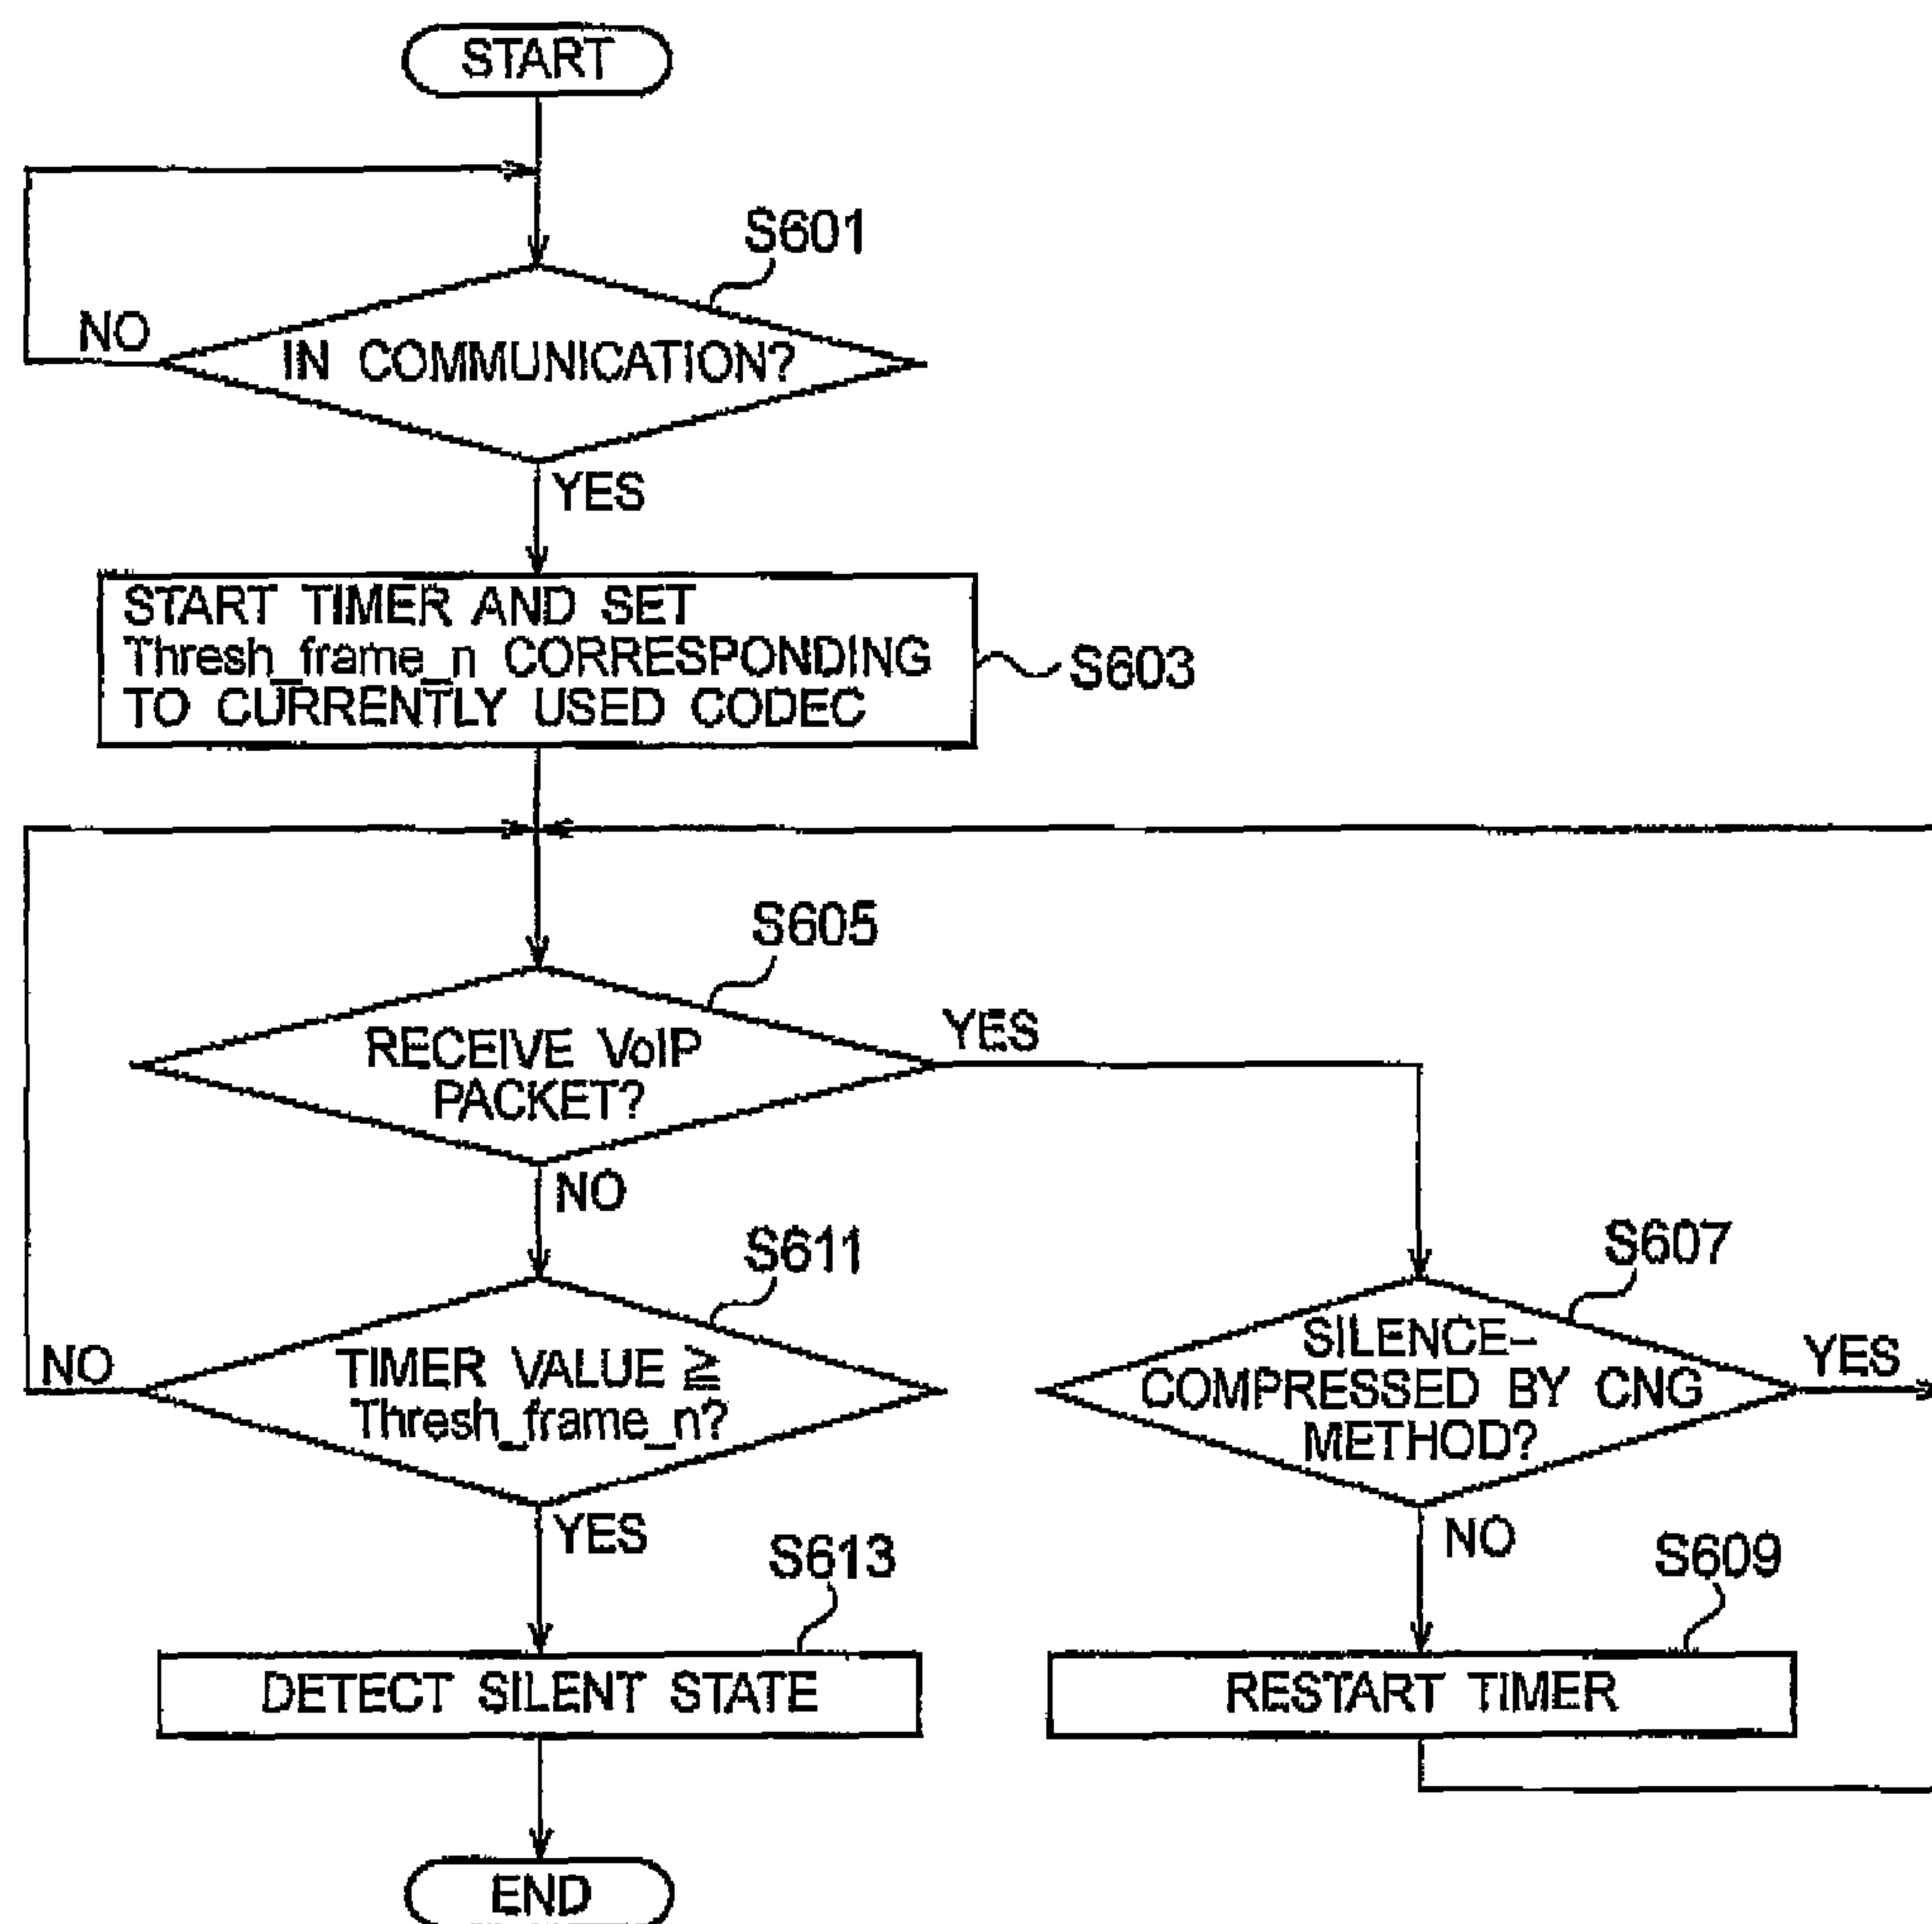 START
S601
NO
IN COMMUNICATION?
YES
START TIMER AND SET
Thresh_frame_n CORRESPONDING
TO CURRENTLY USED CODEC
S603
S605
YES
RECEIVE VoIP
PACKET?
NO
S611
S607
NO
TIMER VALUE ≧
Thresh_frame_n?
SILENCE-
COMPRESSED BY CNG
METHOD?
YES
YES
NO
S613
S609
DETECT SILENT STATE
RESTART TIMER
END